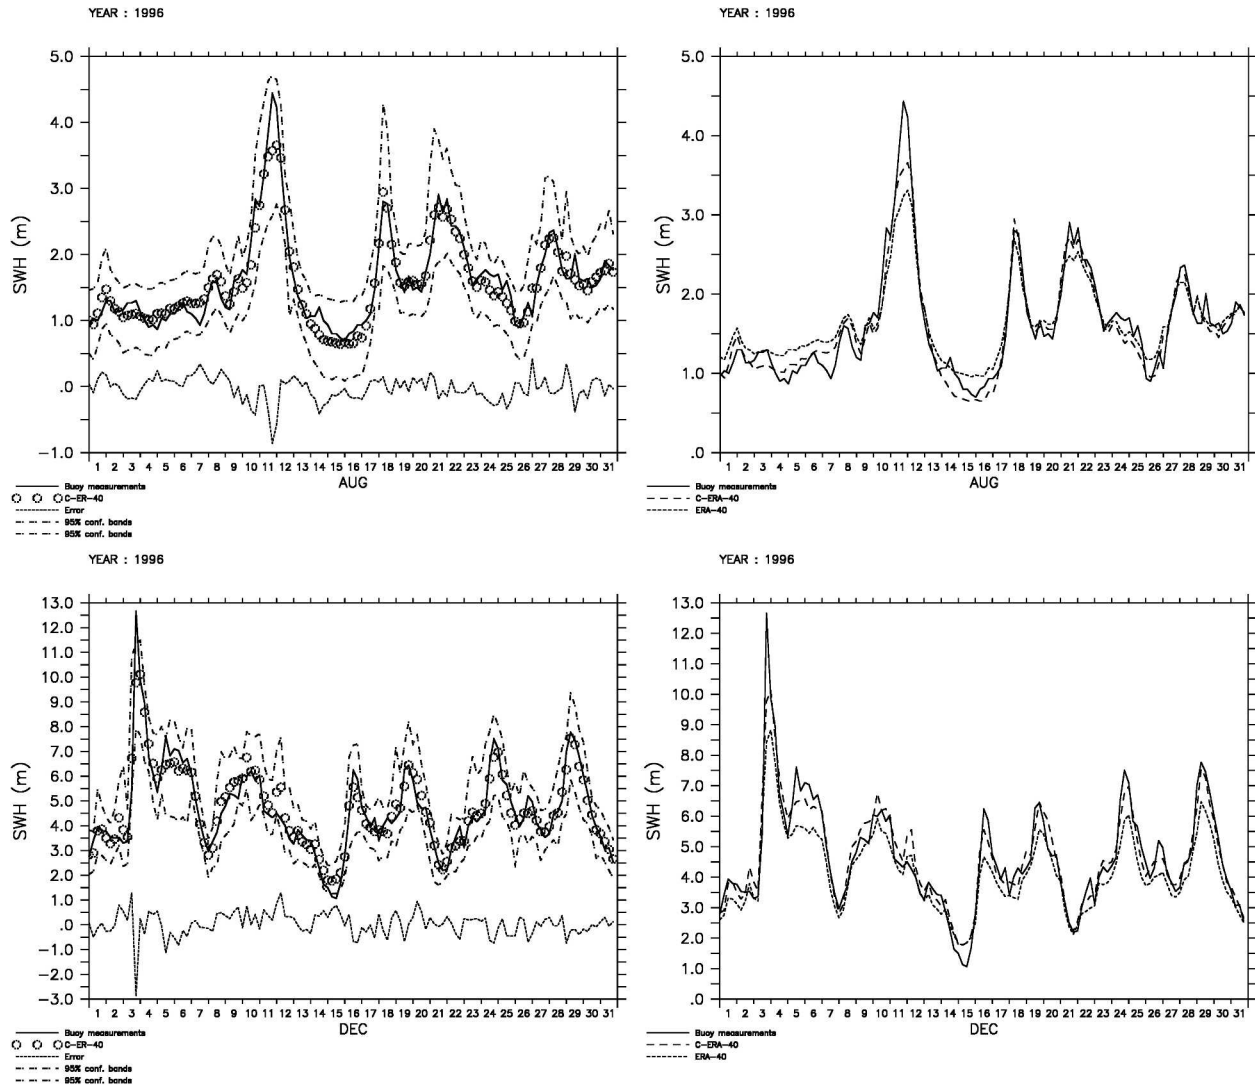 YEAR : 1996
5.0
4.0
3.0
2.0
1.0
.0
−1.0
SWH (m)
1 2 3 4 5 6 7 8 9 10 11 12 13 14 15 16 17 18 19 20 21 22 23 24 25 26 27 28 29 30 31
AUG
Buoy measurements
C-ER-40
Error
95% conf. bands
95% conf. bands
YEAR : 1996
5.0
4.0
3.0
2.0
1.0
.0
SWH (m)
1 2 3 4 5 6 7 8 9 10 11 12 13 14 15 16 17 18 19 20 21 22 23 24 25 26 27 28 29 30 31
AUG
Buoy measurements
C-ERA-40
ERA-40
YEAR : 1996
13.0
12.0
11.0
10.0
9.0
8.0
7.0
6.0
5.0
4.0
3.0
2.0
1.0
.0
−1.0
−2.0
−3.0
SWH (m)
1 2 3 4 5 6 7 8 9 10 11 12 13 14 15 16 17 18 19 20 21 22 23 24 25 26 27 28 29 30 31
DEC
Buoy measurements
C-ER-40
Error
95% conf. bands
95% conf. bands
YEAR : 1996
13.0
12.0
11.0
10.0
9.0
8.0
7.0
6.0
5.0
4.0
3.0
2.0
1.0
.0
SWH (m)
1 2 3 4 5 6 7 8 9 10 11 12 13 14 15 16 17 18 19 20 21 22 23 24 25 26 27 28 29 30 31
DEC
Buoy measurements
C-ERA-40
ERA-40